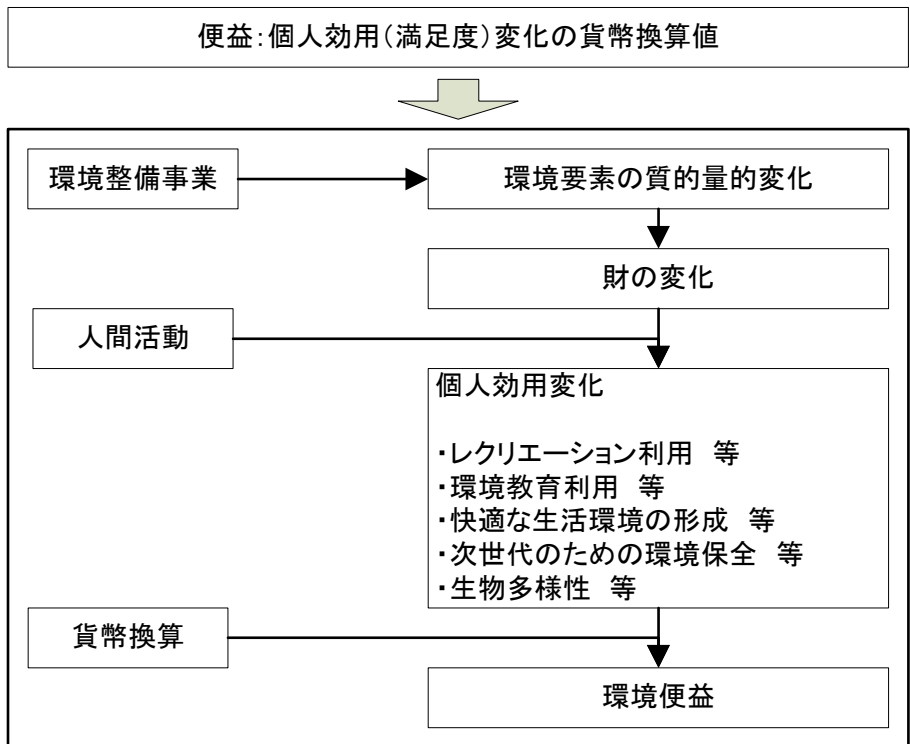 便益:個人効用(満足度)変化の貨幣換算値
環境整備事業
環境要素の質的量的変化
財の変化
人間活動
個人効用変化
・レクリエーション利用 等
・環境教育利用 等
・快適な生活環境の形成 等
・次世代のための環境保全 等
・生物多様性 等
貨幣換算
環境便益